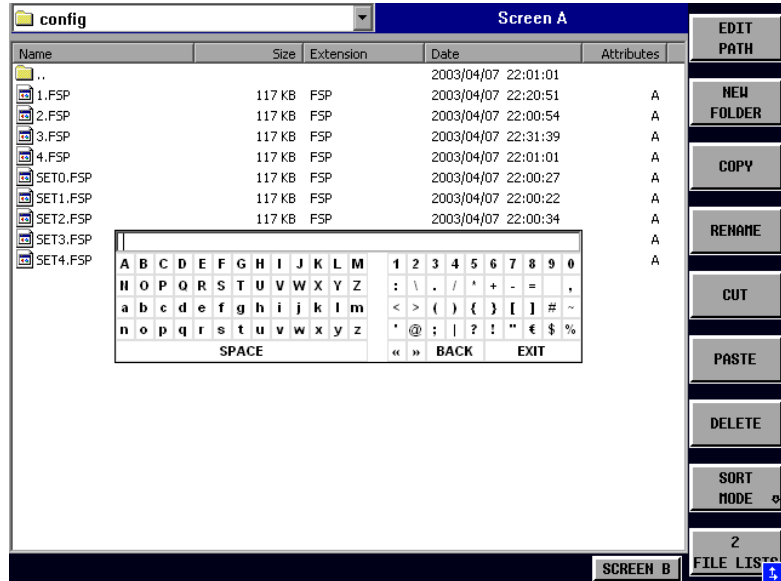 config
Screen A
Name Size Extension Date Attributes
.. 2003/04/07 22:01:01
1.FSP 117 KB FSP 2003/04/07 22:20:51 A
2.FSP 117 KB FSP 2003/04/07 22:00:54 A
3.FSP 117 KB FSP 2003/04/07 22:31:39 A
4.FSP 117 KB FSP 2003/04/07 22:01:01 A
SET0.FSP 117 KB FSP 2003/04/07 22:00:27 A
SET1.FSP 117 KB FSP 2003/04/07 22:00:22 A
SET2.FSP 117 KB FSP 2003/04/07 22:00:34 A
SET3.FSP A
SET4.FSP A
A B C D E F G H I J K L M 1 2 3 4 5 6 7 8 9 0
N O P Q R S T U V W X Y Z : \ . / * + - = ,
a b c d e f g h i j k l m < > ( ) { } [ ] # ~
n o p q r s t u v w x y z ' @ ; | ? ! " € $ %
SPACE « » BACK EXIT
EDIT
PATH
NEW
FOLDER
COPY
RENAME
CUT
PASTE
DELETE
SORT
MODE
2
FILE LISTS
SCREEN B